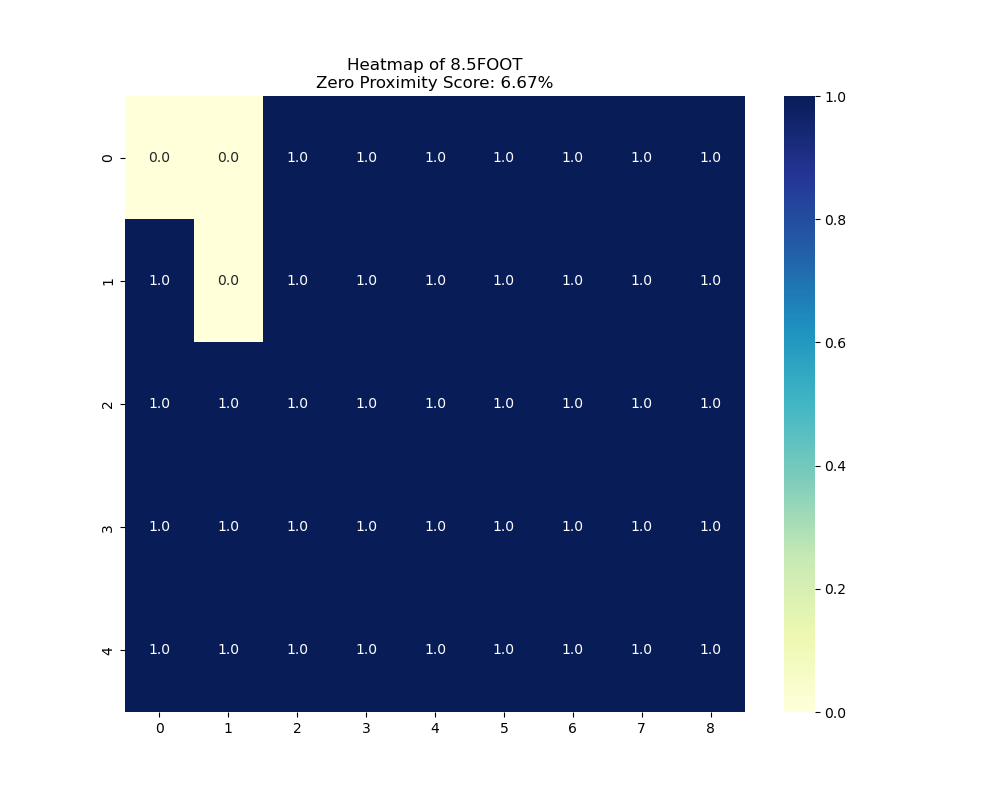 Heatmap of 8.5FOOT
Zero Proximity Score: 6.67%
0 0.0 0.0 1.0 1.0 1.0 1.0 1.0 1.0 1.0
1 1.0 0.0 1.0 1.0 1.0 1.0 1.0 1.0 1.0
2 1.0 1.0 1.0 1.0 1.0 1.0 1.0 1.0 1.0
3 1.0 1.0 1.0 1.0 1.0 1.0 1.0 1.0 1.0
4 1.0 1.0 1.0 1.0 1.0 1.0 1.0 1.0 1.0
0 1 2 3 4 5 6 7 8
1.0
0.8
0.6
0.4
0.2
0.0